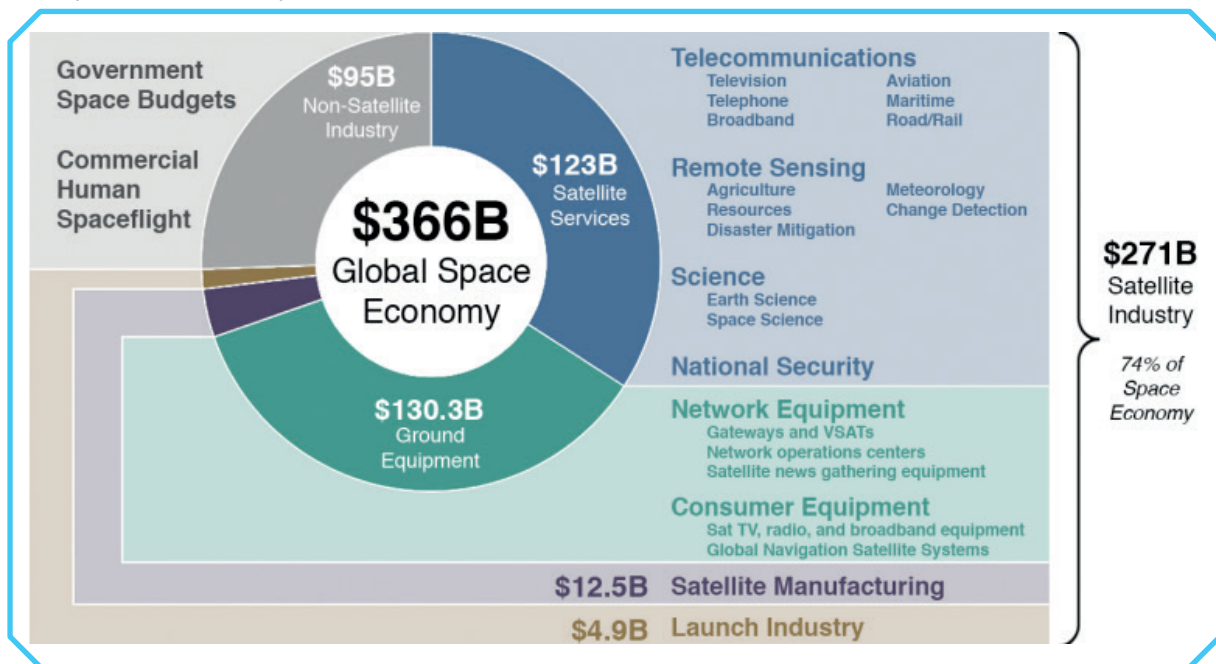 Government
Space Budgets
Commercial
Human
Spaceflight
$95B
Non-Satellite
Industry
$123B
Satellite
Services
$366B
Global Space
Economy
$130.3B
Ground
Equipment
Telecommunications
Television Aviation
Telephone Maritime
Broadband Road/Rail
Remote Sensing
Agriculture Meteorology
Resources Change Detection
Disaster Mitigation
Science
Earth Science
Space Science
National Security
Network Equipment
Gateways and VSATs
Network operations centers
Satellite news gathering equipment
Consumer Equipment
Sat TV, radio, and broadband equipment
Global Navigation Satellite Systems
$12.5B Satellite Manufacturing
$4.9B Launch Industry
$271B
Satellite
Industry
74% of
Space
Economy